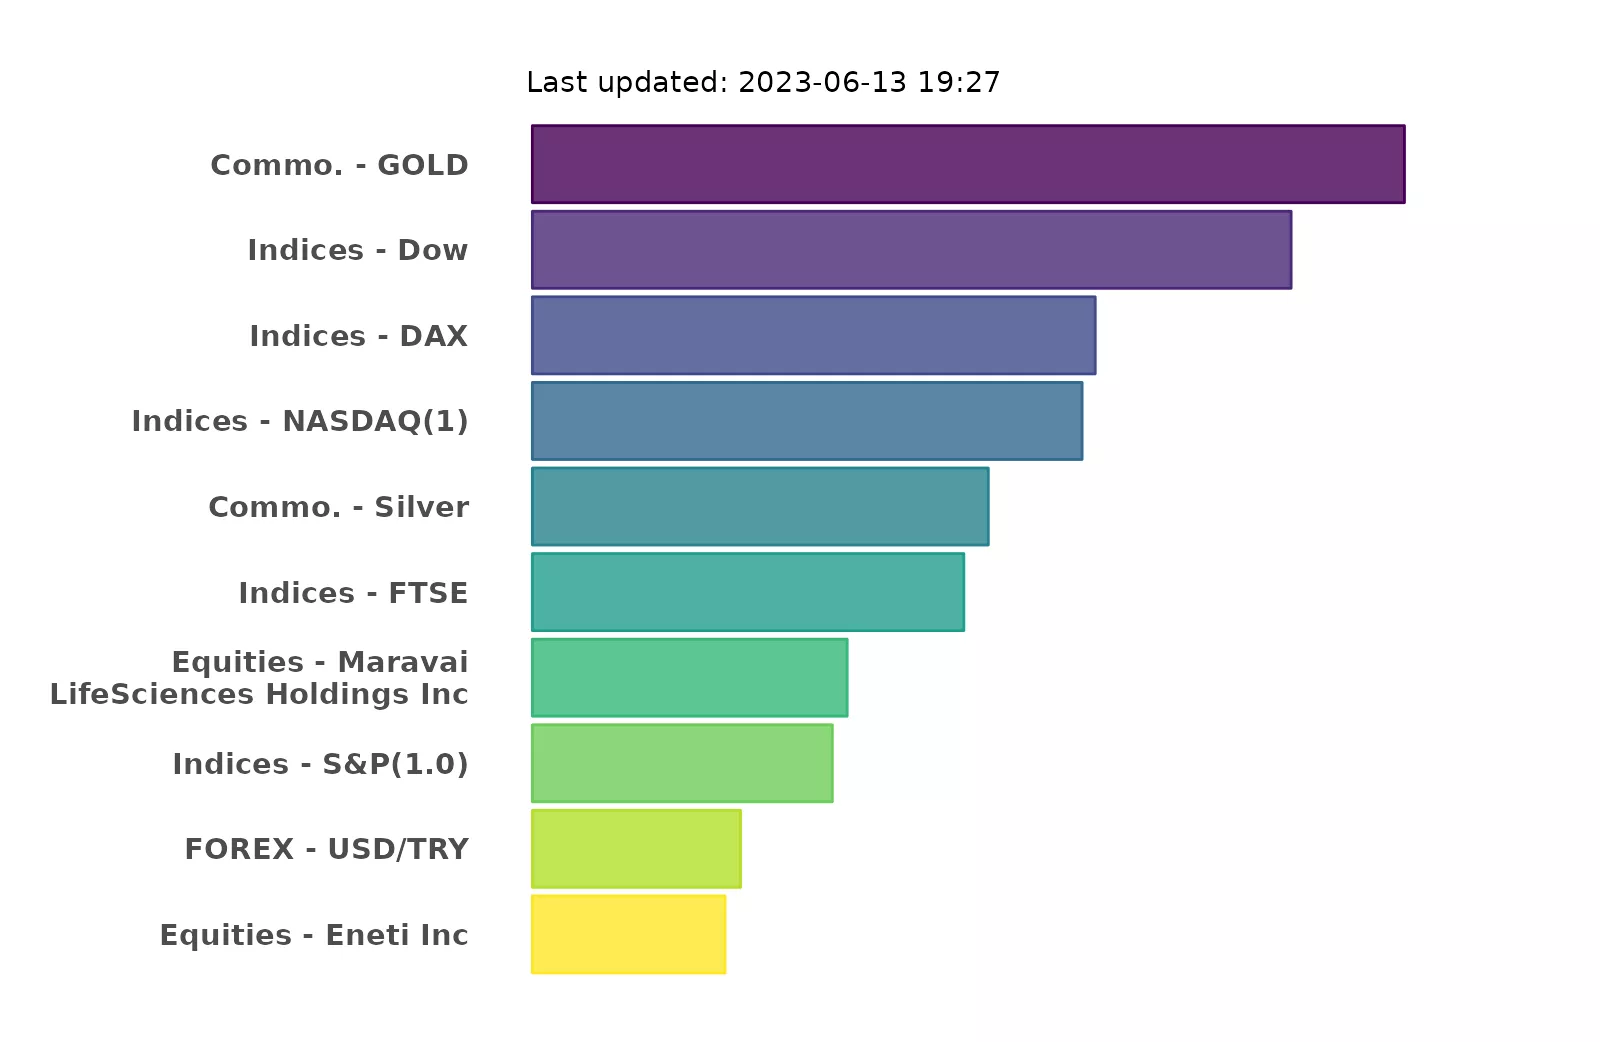 Last updated: 2023-06-13 19:27
Commo. - GOLD
Indices - Dow
Indices - DAX
Indices - NASDAQ(1)
Commo. - Silver
Indices - FTSE
Equities - Maravai
LifeSciences Holdings Inc
Indices - S&P(1.0)
FOREX - USD/TRY
Equities - Eneti Inc